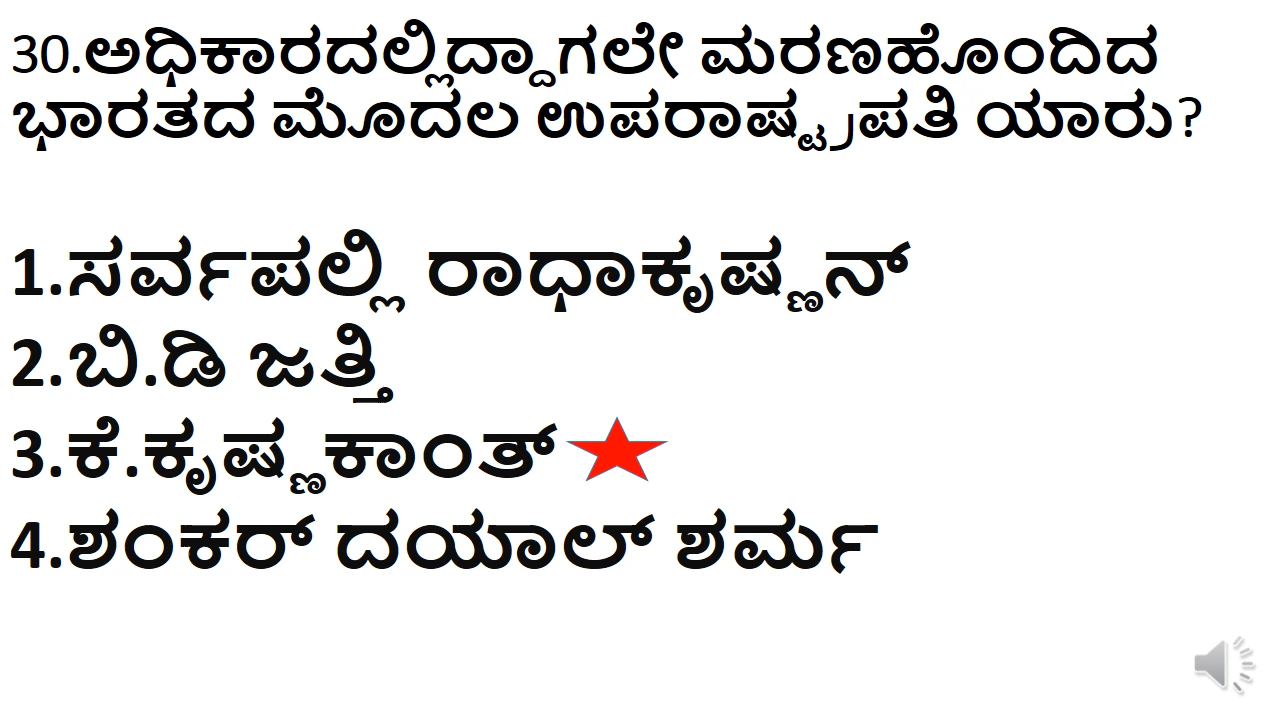 30.ಅಧಿಕಾರದಲ್ಲಿದ್ದಾಗಲೇ ಮರಣಹೊಂದಿದ
ಭಾರತದ ಮೊದಲ ಉಪರಾಷ್ಟ್ರಪತಿ ಯಾರು?
1.ಸರ್ವಪಲ್ಲಿ ರಾಧಾಕೃಷ್ಣನ್
2.ಬಿ.ಡಿ ಜತ್ತಿ
3.ಕೆ.ಕೃಷ್ಣಕಾಂತ್
4.ಶಂಕರ್ ದಯಾಲ್ ಶರ್ಮ